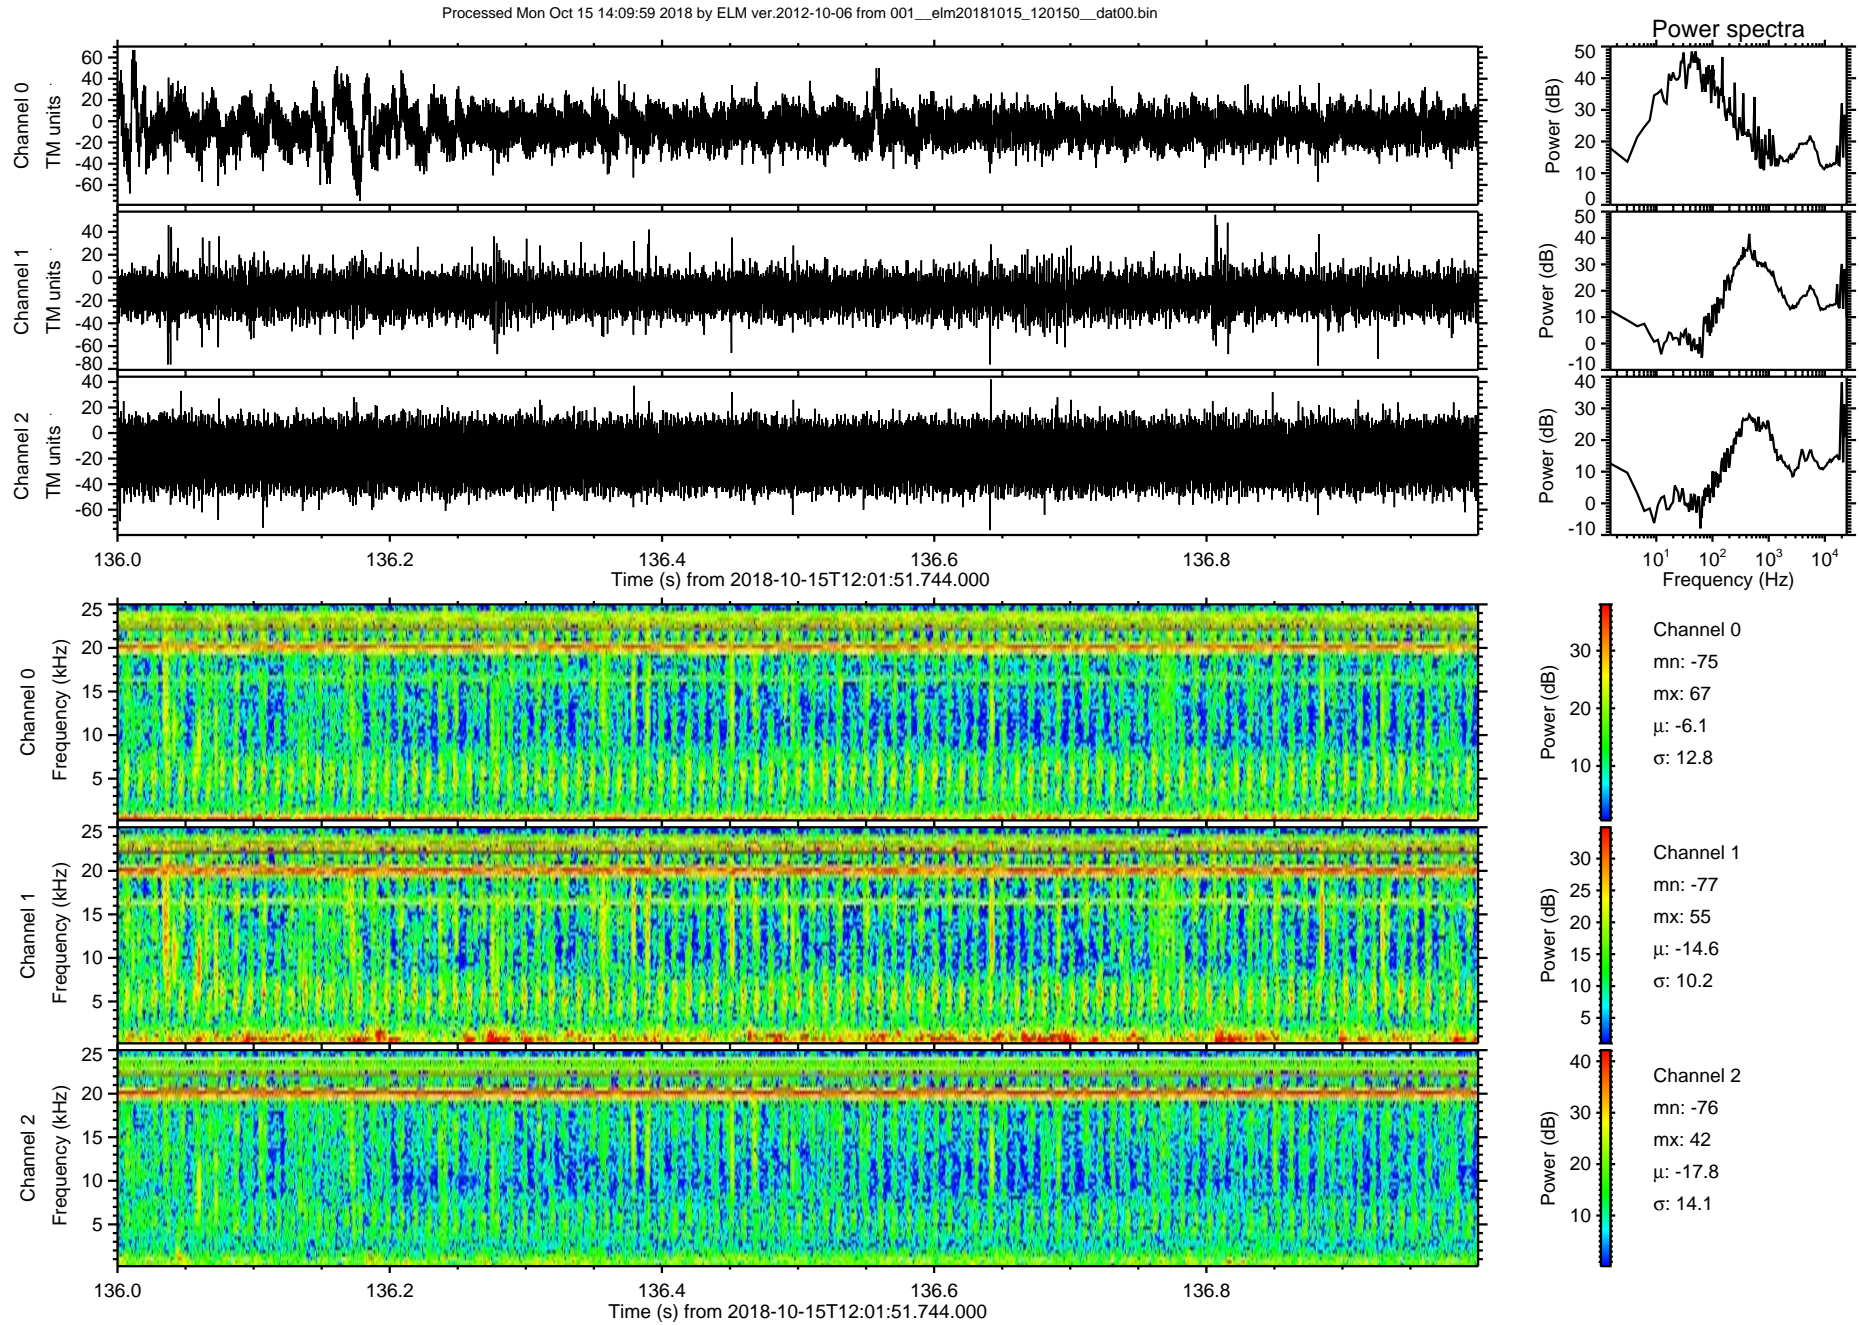 Processed Mon Oct 15 14:09:59 2018 by ELM ver.2012-10-06 from 001__elm20181015_120150__dat00.bin
Power spectra
Channel 0
TM units
60
40
20
0
-20
-40
-60
Power (dB)
50
40
30
20
10
0
Channel 1
TM units
40
20
0
-20
-40
-60
-80
Power (dB)
50
40
30
20
10
0
-10
Channel 2
TM units
40
20
0
-20
-40
-60
Power (dB)
40
30
20
10
0
-10
136.0 136.2 136.4 136.6 136.8
Time (s) from 2018-10-15T12:01:51.744.000
10¹ 10² 10³ 10⁴
Frequency (Hz)
Channel 0
Frequency (kHz)
25
20
15
10
5
Power (dB)
30
20
10
Channel 0
mn: -75
mx: 67
μ: -6.1
σ: 12.8
Channel 1
Frequency (kHz)
25
20
15
10
5
Power (dB)
30
25
20
15
10
5
Channel 1
mn: -77
mx: 55
μ: -14.6
σ: 10.2
Channel 2
Frequency (kHz)
25
20
15
10
5
Power (dB)
40
30
20
10
Channel 2
mn: -76
mx: 42
μ: -17.8
σ: 14.1
136.0 136.2 136.4 136.6 136.8
Time (s) from 2018-10-15T12:01:51.744.000